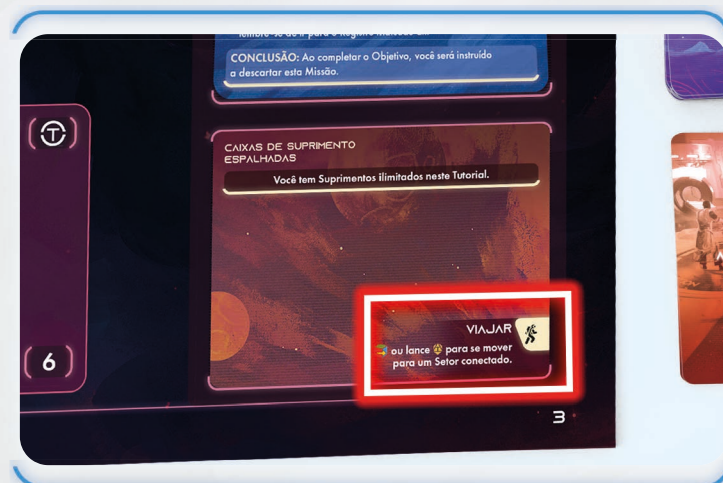 CONCLUSÃO: Ao completar o Objetivo, você será instruído
a descartar esta Missão.
CAIXAS DE SUPRIMENTO
ESPALHADAS
Você tem Suprimentos ilimitados neste Tutorial.
VIAJAR
ou lance para se mover
para um Setor conectado.
T
6
3